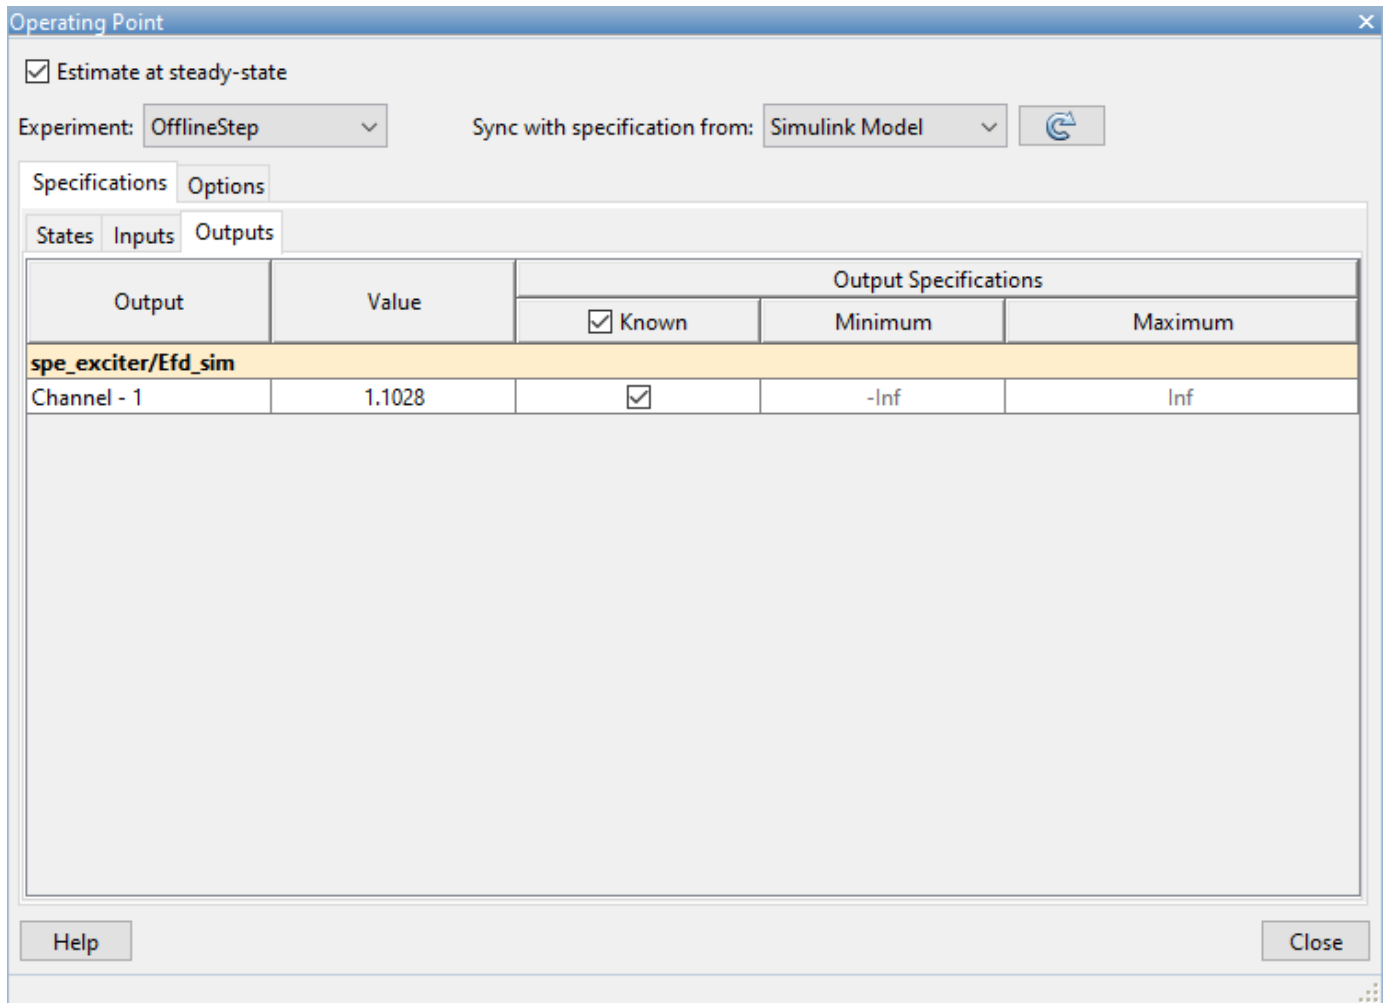 Operating Point
Estimate at steady-state
Experiment: OfflineStep Sync with specification from: Simulink Model
Specifications Options
States Inputs Outputs
Output Value Output Specifications
Known Minimum Maximum
spe_exciter/Efd_sim
Channel - 1 1.1028 -Inf Inf
Help Close